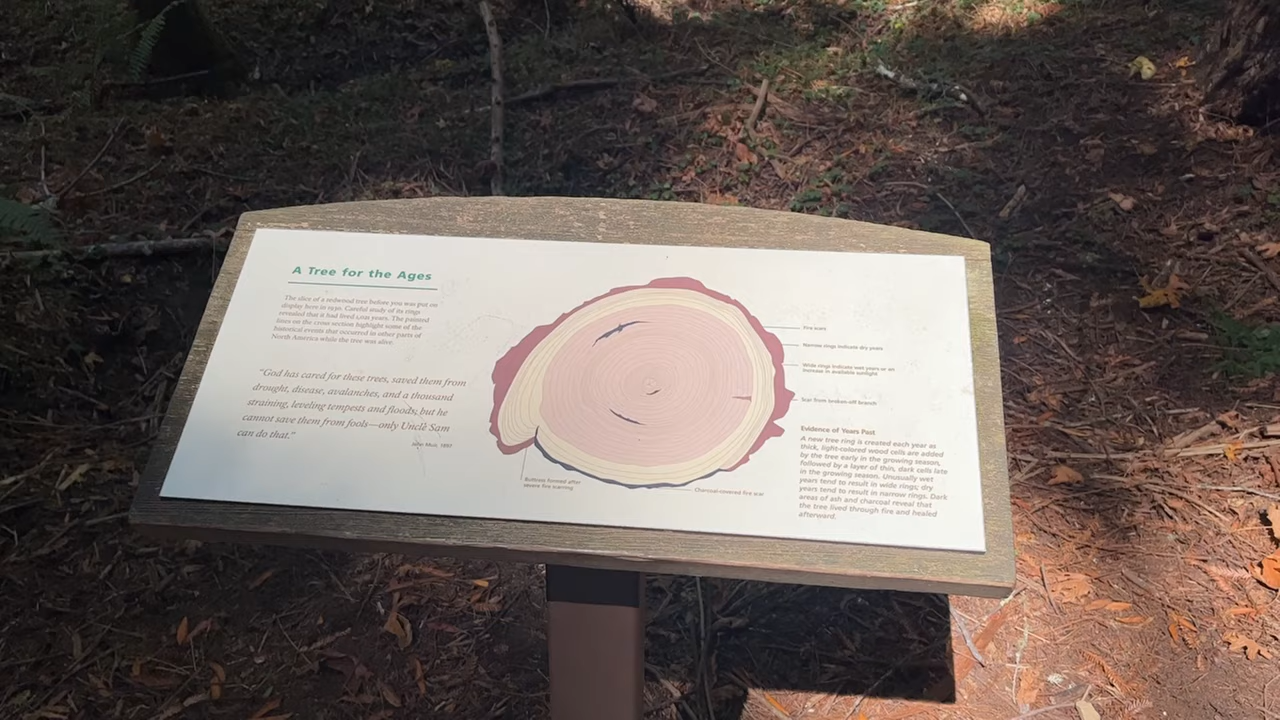 A Tree for the Ages
The slice of a redwood tree before you was put on
display here in 1930. Careful study of its rings
revealed that it had lived years. The painted
lines on the cross section highlight some of the
historical events that occurred in other parts of
North America while the tree was alive.
“God has cared for these trees, saved them from
drought, disease, avalanches, and a thousand
straining, leveling tempests and floods; but he
cannot save them from fools—only Uncle Sam
can do that.”
John Muir, 1897
Fire scars
Narrow rings indicate dry years
Wide rings indicate wet years or an
increase in available sunlight
Scar from broken-off branch
Buttress formed after
severe fire scarring
Charcoal-covered fire scar
Evidence of Years Past
A new tree ring is created each year as
thick, light-colored wood cells are added
by the tree early in the growing season,
followed by a layer of thin, dark cells late
in the growing season. Unusually wet
years tend to result in wide rings; dry
years tend to result in narrow rings. Dark
areas of ash and charcoal reveal that
the tree lived through fire and healed
afterward.